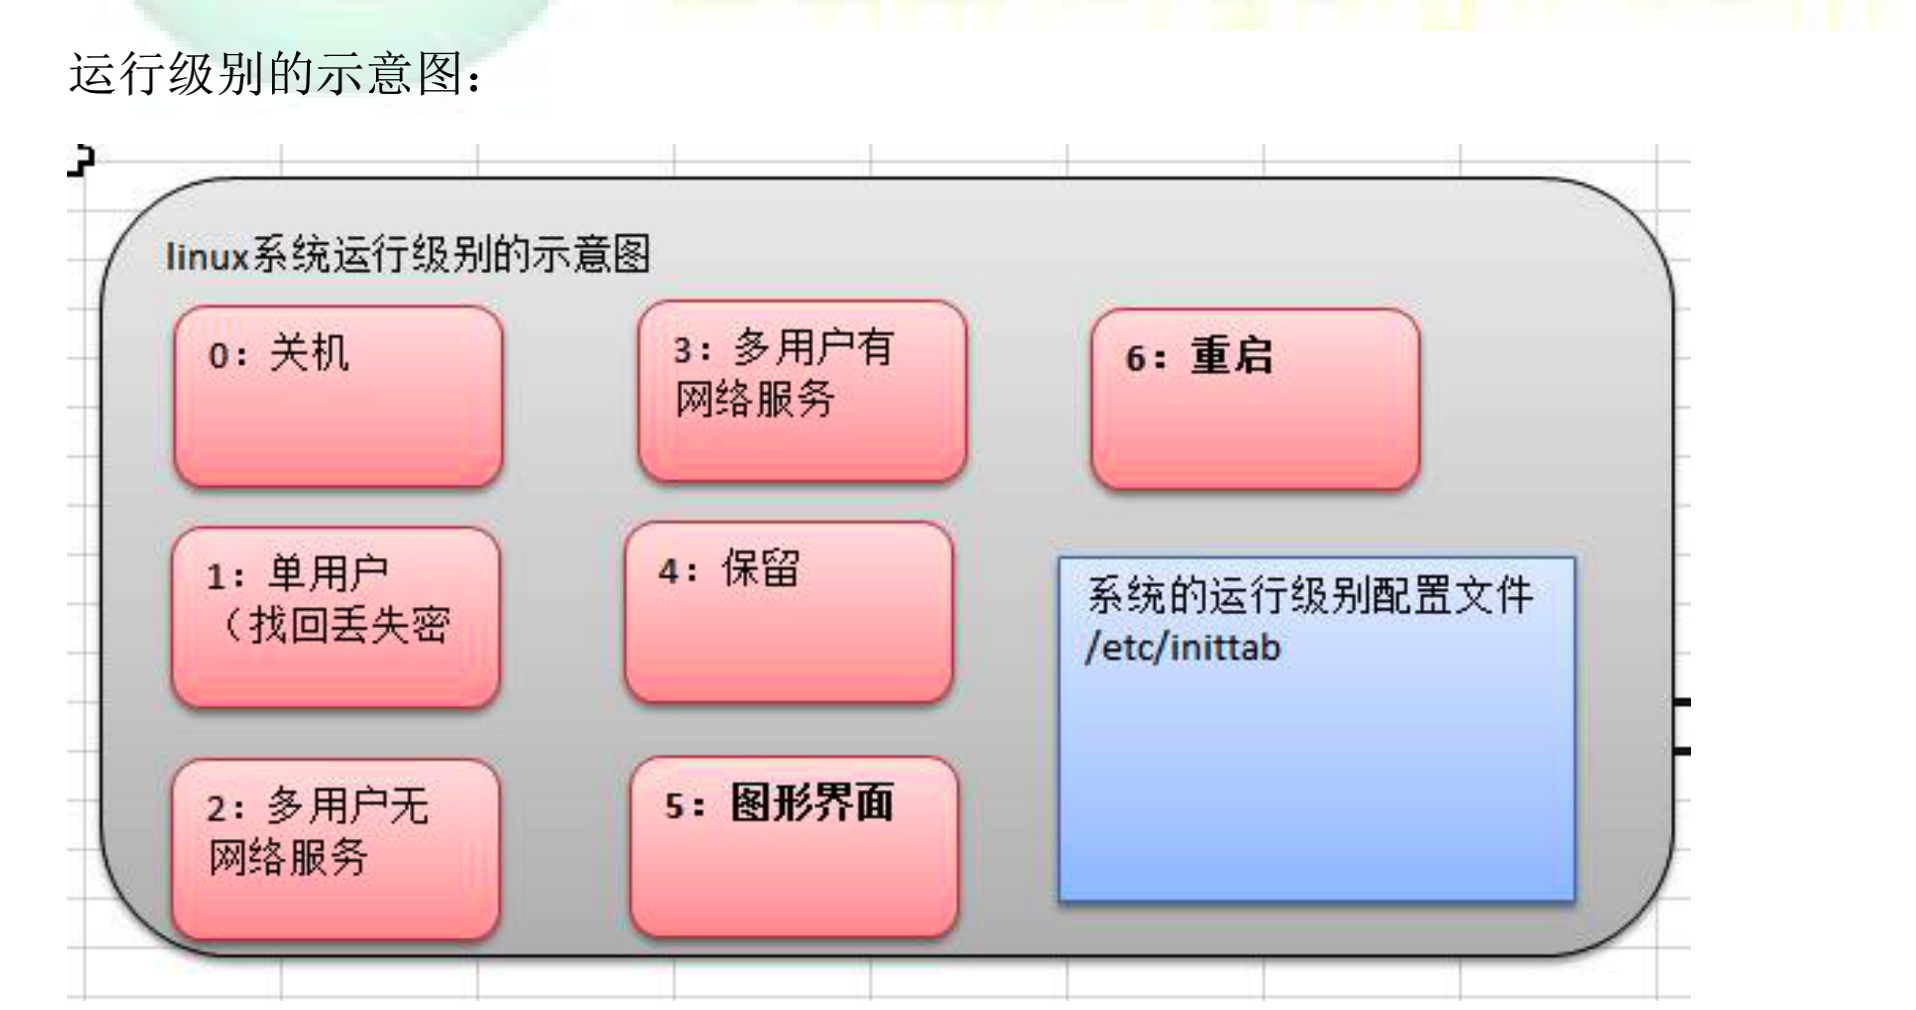 运行级别的示意图：
linux系统运行级别的示意图
0：关机
1：单用户
（找回丢失密
2：多用户无
网络服务
3：多用户有
网络服务
4：保留
5：图形界面
6：重启
系统的运行级别配置文件
/etc/inittab